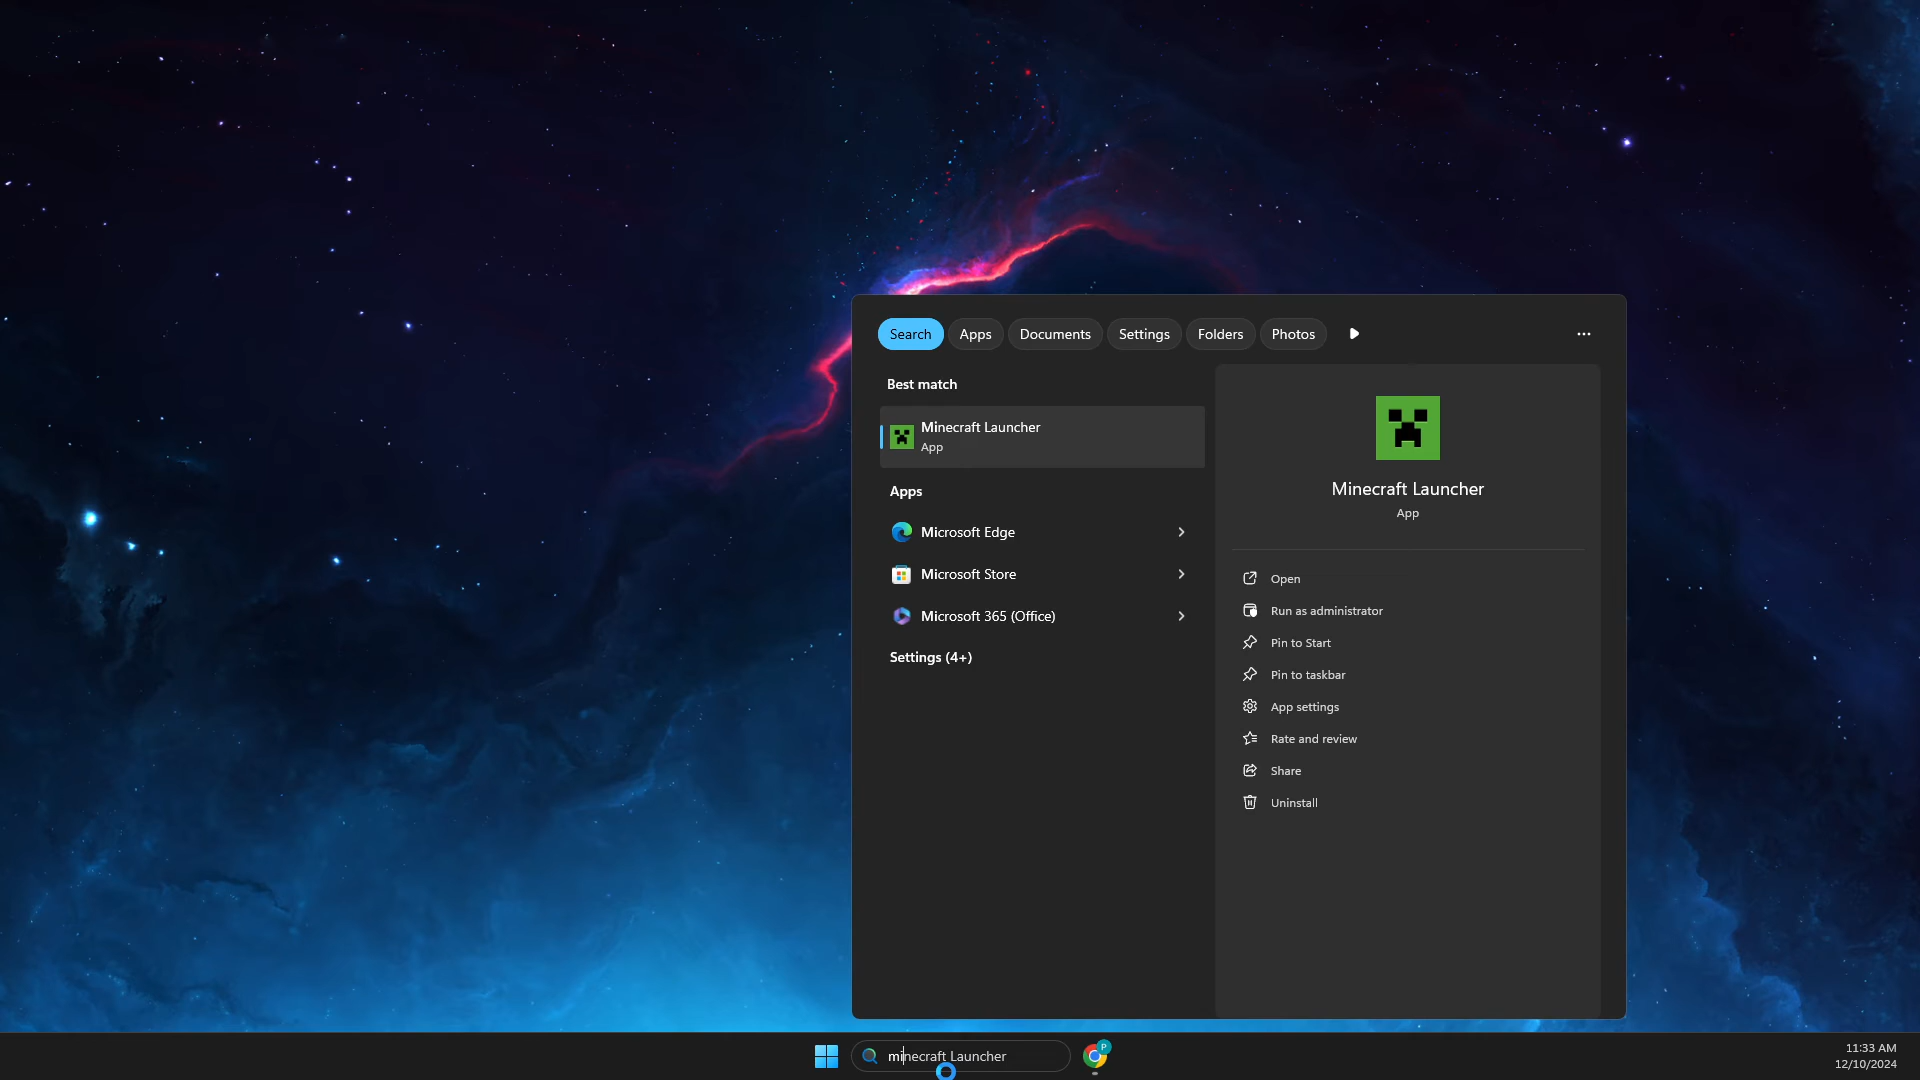 Search Apps Documents Settings Folders Photos
Best match
Minecraft Launcher
App
Apps
Microsoft Edge
Microsoft Store
Microsoft 365 (Office)
Settings (4+)
Minecraft Launcher
App
Open
Run as administrator
Pin to Start
Pin to taskbar
App settings
Rate and review
Share
Uninstall
minecraft Launcher
P
11:33 AM
12/10/2024